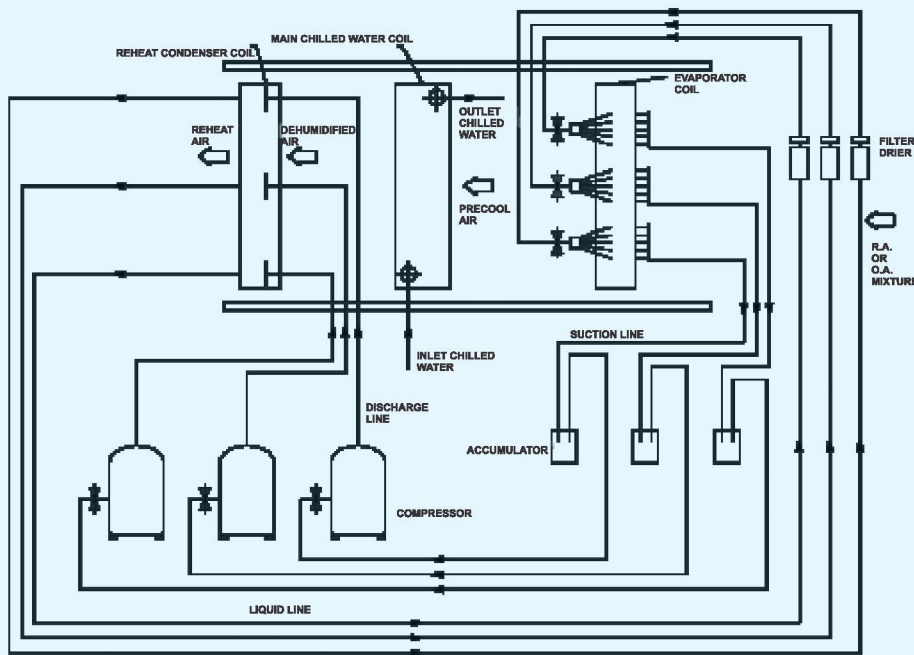 MAIN CHILLED WATER COIL
REHEAT CONDENSER COIL
EVAPORATOR
COIL
OUTLET
CHILLED
WATER
REHEAT
AIR
DEHUMIDIFIED
AIR
FILTER
DRIER
PRECOOL
AIR
R.A.
OR
O.A.
MIXTURE
SUCTION LINE
INLET CHILLED
WATER
DISCHARGE
LINE
ACCUMULATOR
COMPRESSOR
LIQUID LINE